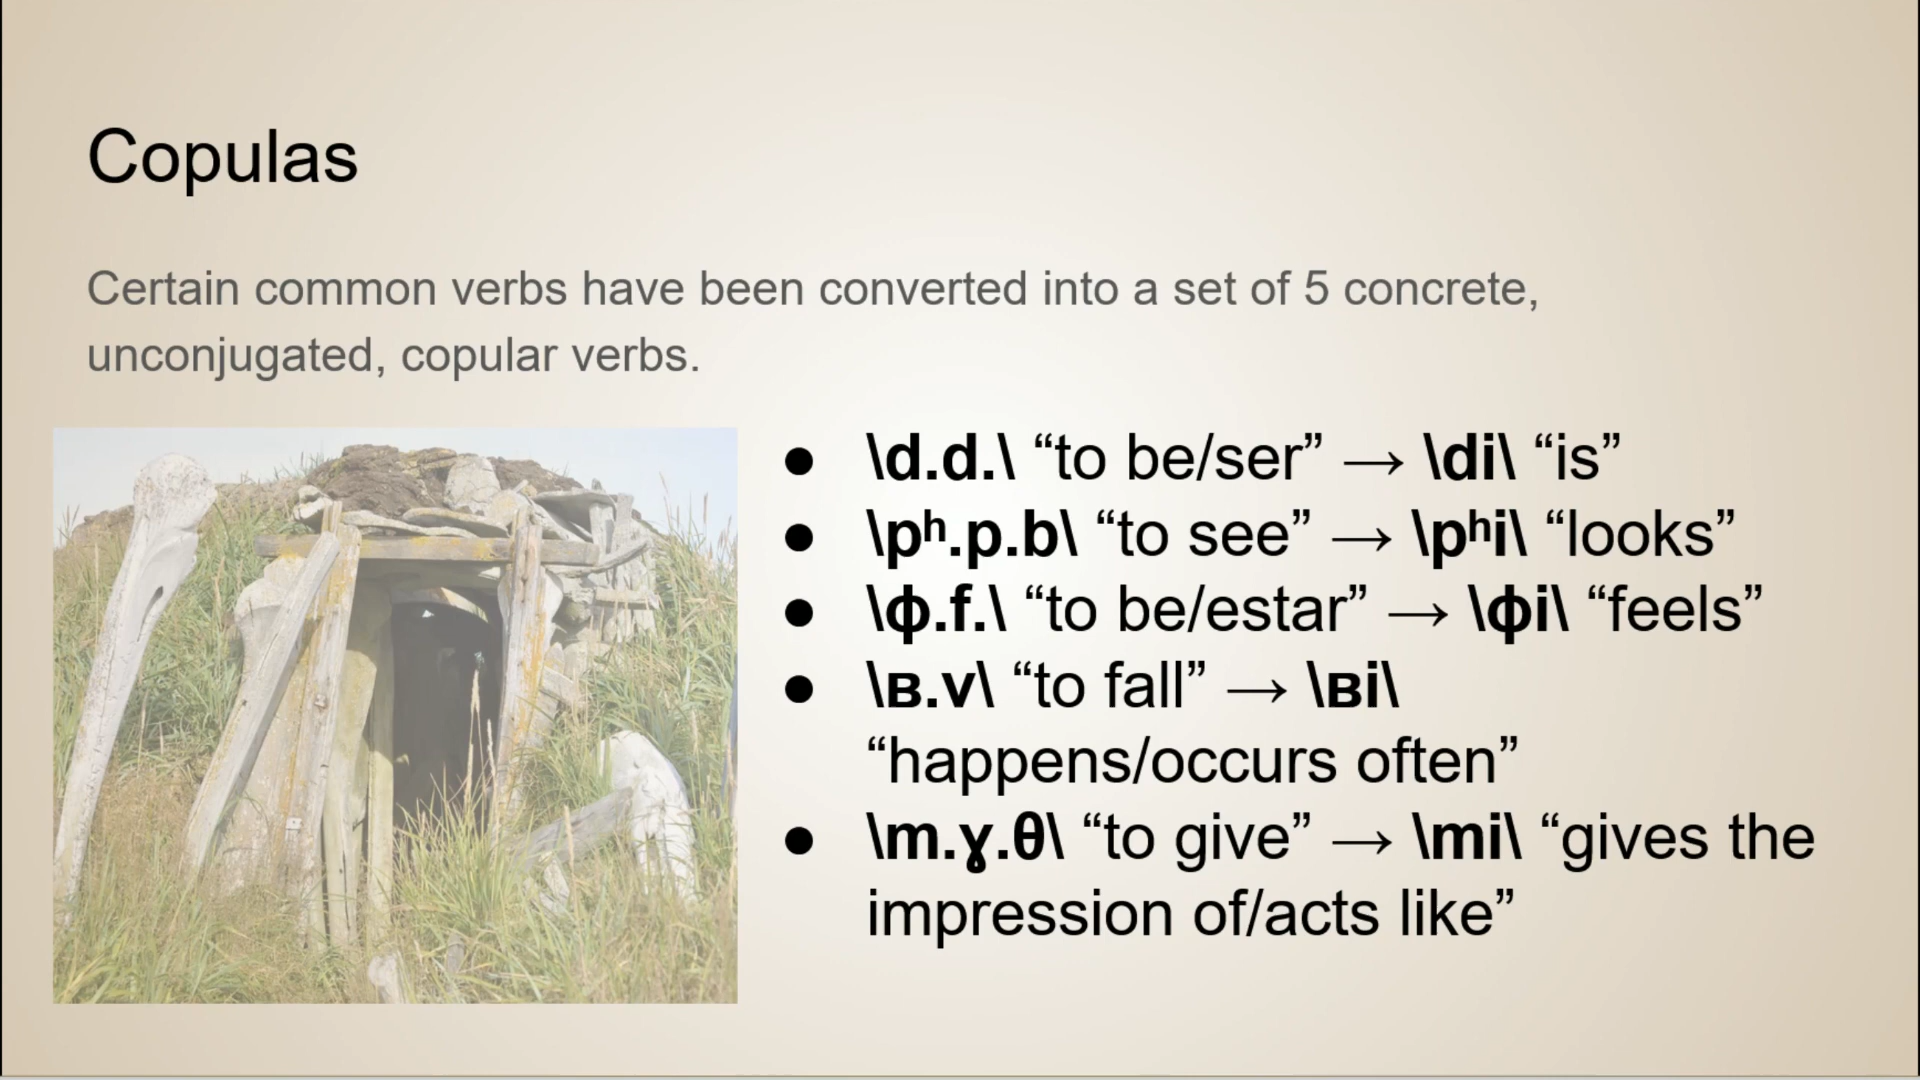 Copulas
Certain common verbs have been converted into a set of 5 concrete,
unconjugated, copular verbs.
● \d.d.\ “to be/ser” → \di\ “is”
● \pʰ.p.b\ “to see” → \pʰi\ “looks”
● \ɸ.f.\ “to be/estar” → \ɸi\ “feels”
● \ʙ.v\ “to fall” → \ʙi\
“happens/occurs often”
● \m.ɣ.θ\ “to give” → \mi\ “gives the
impression of/acts like”